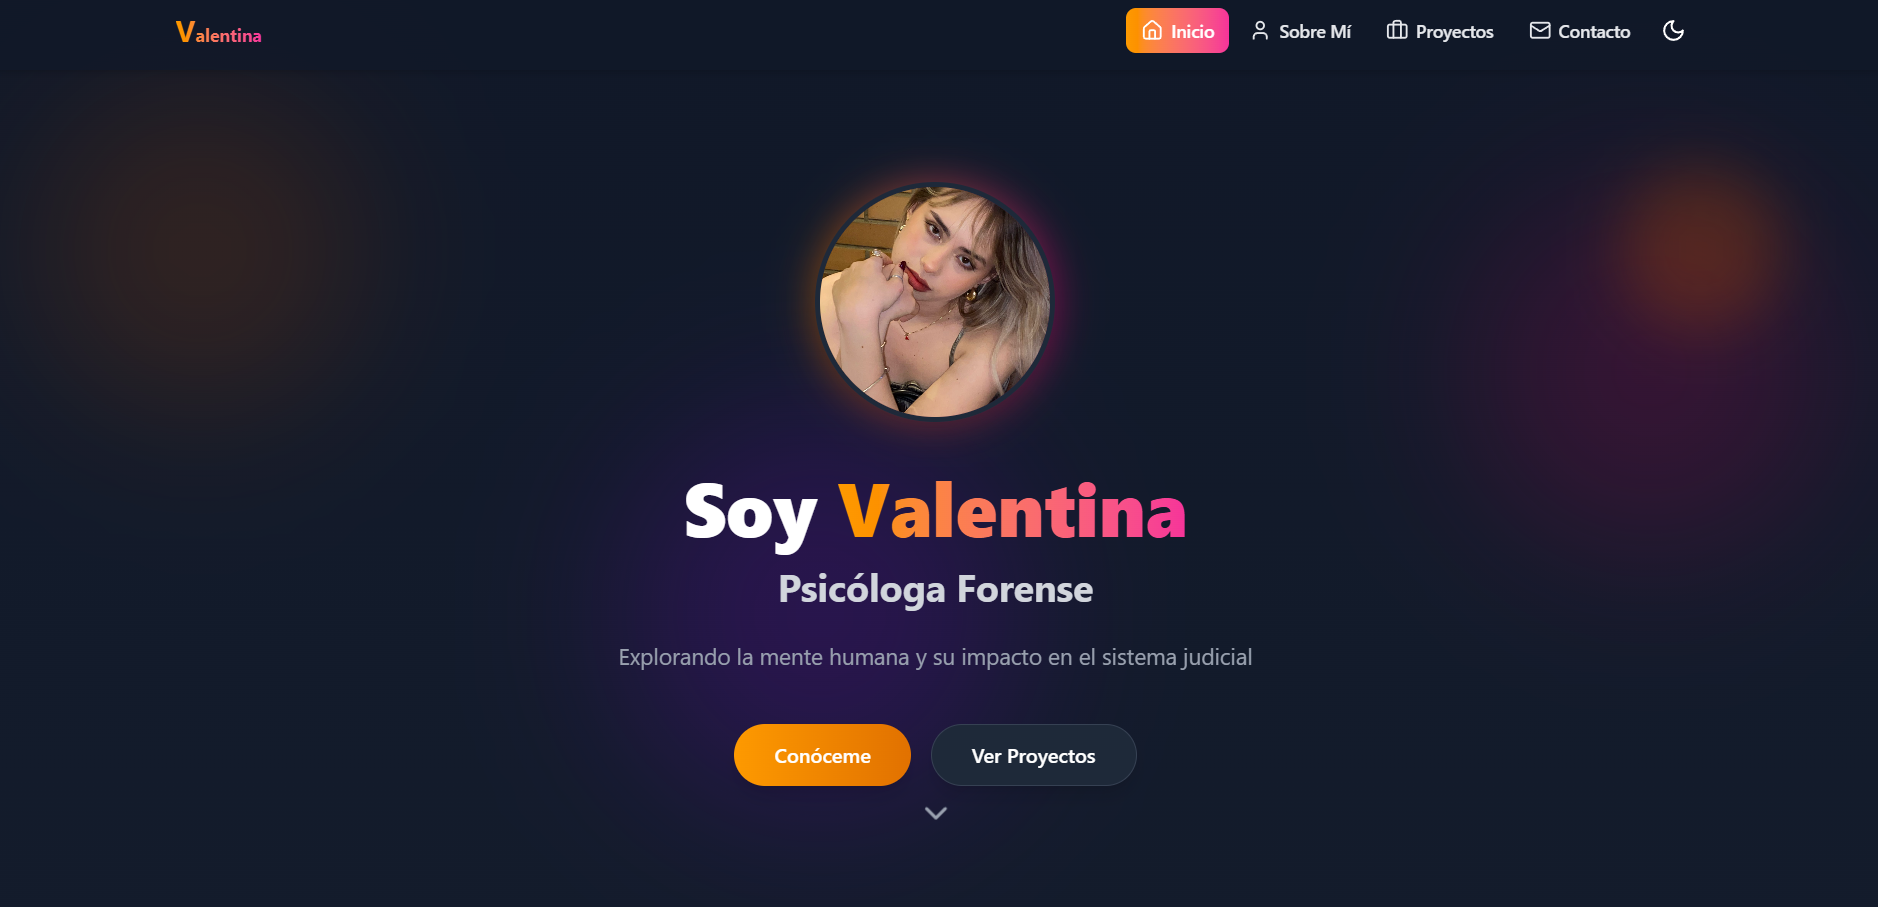 Valentina
Inicio
Sobre Mí
Proyectos
Contacto
Soy Valentina
Psicóloga Forense
Explorando la mente humana y su impacto en el sistema judicial
Conóceme
Ver Proyectos